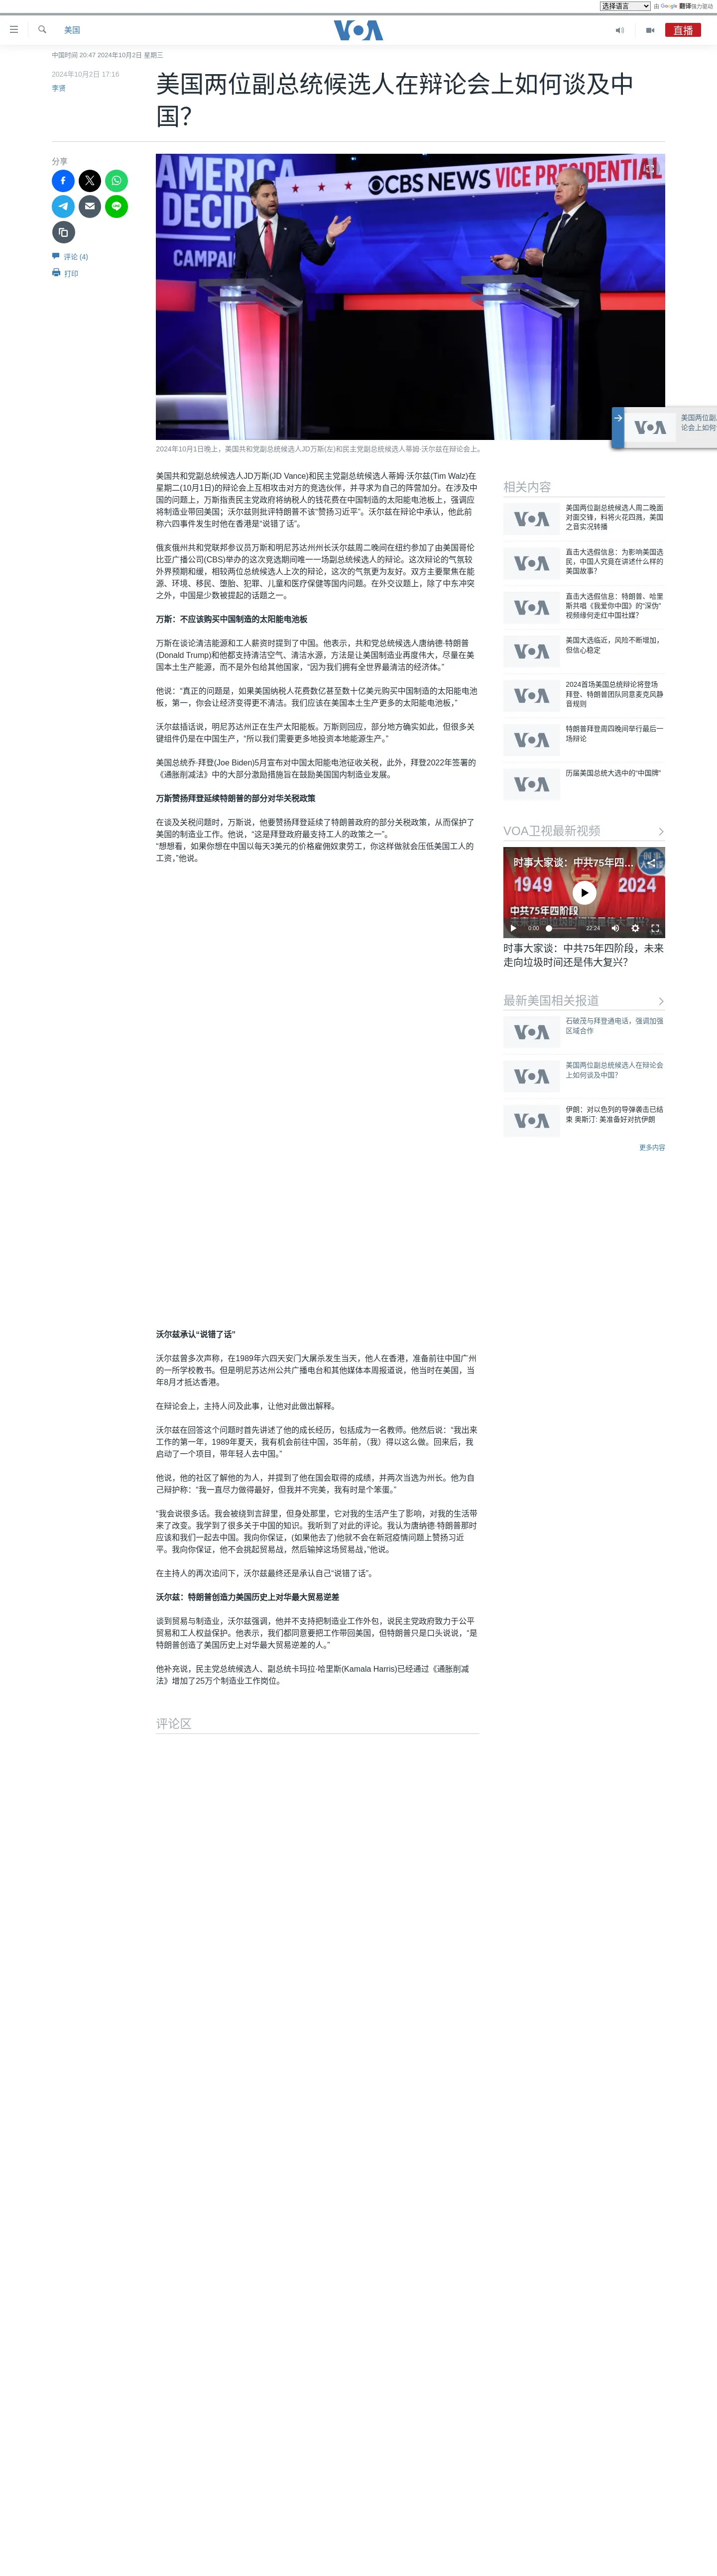 选择语言
由 Google 翻译强力驱动
美国
VOA
直播
中国时间 20:47 2024年10月2日 星期三
2024年10月2日 17:16
李贤
美国两位副总统候选人在辩论会上如何谈及中
国？
分享
AMERICA
DECIDES
CBS NEWS
VICE PRESIDENTIAL
评论 (4)
打印
2024年10月1日晚上，美国共和党副总统候选人JD万斯(左)和民主党副总统候选人蒂姆·沃尔兹在辩论会上。
美国共和党副总统候选人JD万斯(JD Vance)和民主党副总统候选人蒂姆·沃尔兹(Tim Walz)在
星期二(10月1日)的辩论会上互相攻击对方的竞选伙伴，并寻求为自己的阵营加分。在涉及中
国的问题上，万斯指责民主党政府将纳税人的钱花费在中国制造的太阳能电池板上，强调应
将制造业带回美国；沃尔兹则批评特朗普不该“赞扬习近平”。沃尔兹在辩论中承认，他此前
称六四事件发生时他在香港是“说错了话”。
俄亥俄州共和党联邦参议员万斯和明尼苏达州州长沃尔兹周二晚间在纽约参加了由美国哥伦
比亚广播公司(CBS)举办的这次竞选期间唯一一场副总统候选人的辩论。这次辩论的气氛较
外界预期和缓，相较两位总统候选人上次的辩论，这次的气氛更为友好。双方主要聚焦在能
源、环境、移民、堕胎、犯罪、儿童和医疗保健等国内问题。在外交议题上，除了中东冲突
之外，中国是少数被提起的话题之一。
万斯：不应该购买中国制造的太阳能电池板
万斯在谈论清洁能源和工人薪资时提到了中国。他表示，共和党总统候选人唐纳德·特朗普
(Donald Trump)和他都支持清洁空气、清洁水源，方法是让美国制造业再度伟大，尽量在美
国本土生产能源，而不是外包给其他国家，“因为我们拥有全世界最清洁的经济体。”
他说：“真正的问题是，如果美国纳税人花费数亿甚至数十亿美元购买中国制造的太阳能电池
板，第一，你会让经济变得更不清洁。我们应该在美国本土生产更多的太阳能电池板，”
沃尔兹插话说，明尼苏达州正在生产太阳能板。万斯则回应，部分地方确实如此，但很多关
键组件仍是在中国生产，“所以我们需要更多地投资本地能源生产。”
美国总统乔·拜登(Joe Biden)5月宣布对中国太阳能电池征收关税，此外，拜登2022年签署的
《通胀削减法》中的大部分激励措施旨在鼓励美国国内制造业发展。
万斯赞扬拜登延续特朗普的部分对华关税政策
在谈及关税问题时，万斯说，他要赞扬拜登延续了特朗普政府的部分关税政策，从而保护了
美国的制造业工作。他说，“这是拜登政府最支持工人的政策之一”。
“想想看，如果你想在中国以每天3美元的价格雇佣奴隶劳工，你这样做就会压低美国工人的
工资，”他说。
沃尔兹承认“说错了话”
沃尔兹曾多次声称，在1989年六四天安门大屠杀发生当天，他人在香港，准备前往中国广州
的一所学校教书。但是明尼苏达州公共广播电台和其他媒体本周报道说，他当时在美国，当
年8月才抵达香港。
在辩论会上，主持人问及此事，让他对此做出解释。
沃尔兹在回答这个问题时首先讲述了他的成长经历，包括成为一名教师。他然后说：“我出来
工作的第一年，1989年夏天，我有机会前往中国，35年前，（我）得以这么做。回来后，我
启动了一个项目，带年轻人去中国。”
他说，他的社区了解他的为人，并提到了他在国会取得的成绩，并两次当选为州长。他为自
己辩护称：“我一直尽力做得最好，但我并不完美，我有时是个笨蛋。”
“我会说很多话。我会被绕到言辞里，但身处那里，它对我的生活产生了影响，对我的生活带
来了改变。我学到了很多关于中国的知识。我听到了对此的评论。我认为唐纳德·特朗普那时
应该和我们一起去中国。我向你保证，(如果他去了)他就不会在新冠疫情问题上赞扬习近
平。我向你保证，他不会挑起贸易战，然后输掉这场贸易战，”他说。
在主持人的再次追问下，沃尔兹最终还是承认自己“说错了话”。
沃尔兹：特朗普创造力美国历史上对华最大贸易逆差
谈到贸易与制造业，沃尔兹强调，他并不支持把制造业工作外包，说民主党政府致力于公平
贸易和工人权益保护。他表示，我们都同意要把工作带回美国，但特朗普只是口头说说，“是
特朗普创造了美国历史上对华最大贸易逆差的人。”
他补充说，民主党总统候选人、副总统卡玛拉·哈里斯(Kamala Harris)已经通过《通胀削减
法》增加了25万个制造业工作岗位。
评论区
VOA
美国两位副
论会上如何
相关内容
VOA
美国两位副总统候选人周二晚面
对面交锋，料将火花四溅，美国
之音实况转播
VOA
直击大选假信息：为影响美国选
民，中国人究竟在讲述什么样的
美国故事？
VOA
直击大选假信息：特朗普、哈里
斯共唱《我爱你中国》的“深伪”
视频缘何走红中国社媒？
VOA
美国大选临近，风险不断增加，
但信心稳定
VOA
2024首场美国总统辩论将登场
拜登、特朗普团队同意麦克风静
音规则
VOA
特朗普拜登周四晚间举行最后一
场辩论
VOA
历届美国总统大选中的“中国牌”
VOA卫视最新视频
时事大家谈：中共75年四…
1949 2024
中共75年四阶段
未来走向垃圾时间还是伟大复兴？
0:00 22:24
时事大家谈：中共75年四阶段，未来
走向垃圾时间还是伟大复兴？
最新美国相关报道
VOA
石破茂与拜登通电话，强调加强
区域合作
VOA
美国两位副总统候选人在辩论会
上如何谈及中国？
VOA
伊朗：对以色列的导弹袭击已结
束 奥斯汀: 美准备好对抗伊朗
更多内容